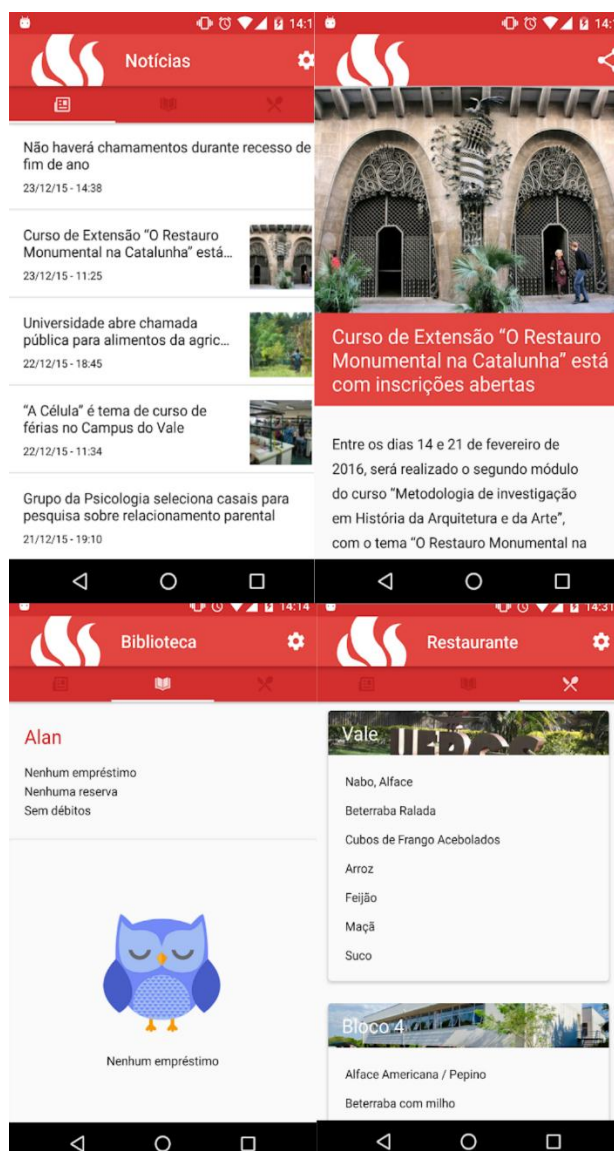 14:1
Notícias
Não haverá chamamentos durante recesso de
fim de ano
23/12/15 - 14:38
Curso de Extensão “O Restauro
Monumental na Catalunha” está...
23/12/15 - 11:25
Universidade abre chamada
pública para alimentos da agric...
22/12/15 - 18:45
“A Célula” é tema de curso de
férias no Campus do Vale
22/12/15 - 11:34
Grupo da Psicologia seleciona casais para
pesquisa sobre relacionamento parental
21/12/15 - 19:10
14:1
Curso de Extensão “O Restauro
Monumental na Catalunha” está
com inscrições abertas
Entre os dias 14 e 21 de fevereiro de
2016, será realizado o segundo módulo
do curso “Metodologia de investigação
em História da Arquitetura e da Arte”,
com o tema “O Restauro Monumental na
14:14
Biblioteca
Alan
Nenhum empréstimo
Nenhuma reserva
Sem débitos
Nenhum empréstimo
14:31
Restaurante
Vale
UFRGS
Nabo, Alface
Beterraba Ralada
Cubos de Frango Acebolados
Arroz
Feijão
Maçã
Suco
Bloco 4
Alface Americana / Pepino
Beterraba com milho